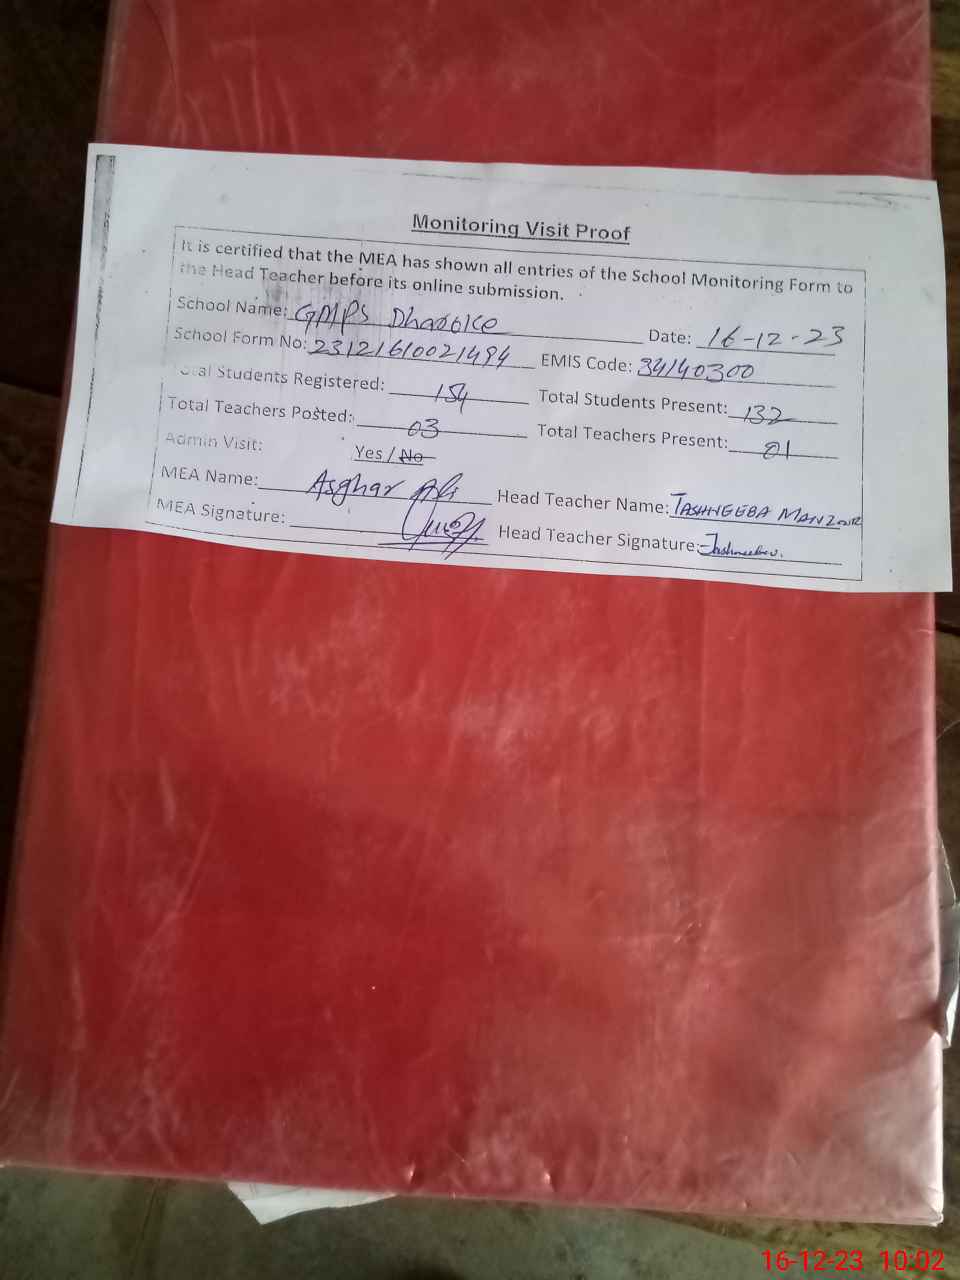 Monitoring Visit Proof
It is certified that the MEA has shown all entries of the School Monitoring Form to
the Head Teacher before its online submission.
School Name: GMPS Dharoke Date: 16-12-23
School Form No: 23121610021494 EMIS Code: 34140300
Total Students Registered: 154 Total Students Present: 132
Total Teachers Posted: 03 Total Teachers Present: 01
Admin Visit: Yes / No
MEA Name: Asghar Ali Head Teacher Name: TASHNEEBA MANZOOR
MEA Signature: Head Teacher Signature:
16-12-23 10:02